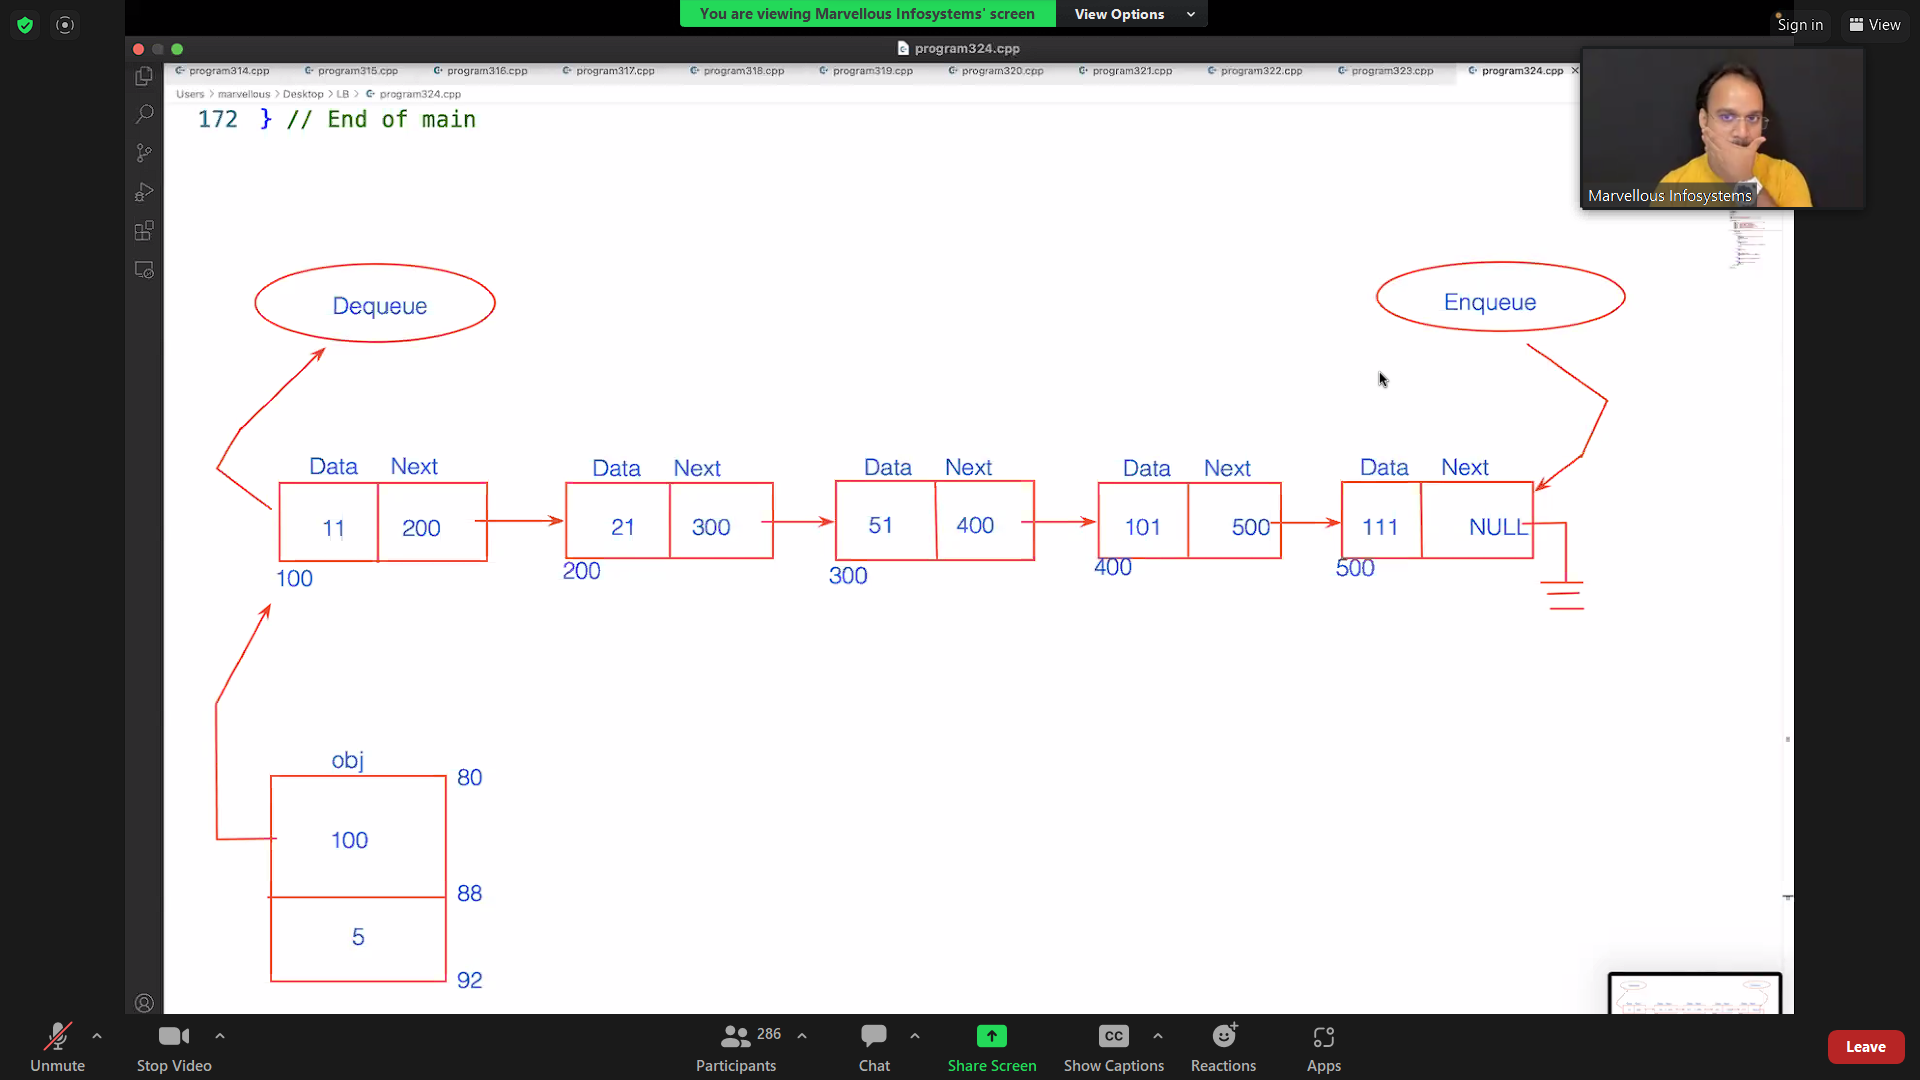 You are viewing Marvellous Infosystems' screen
View Options
Sign in
View
program324.cpp
program314.cpp program315.cpp program316.cpp program317.cpp program318.cpp program319.cpp program320.cpp program321.cpp program322.cpp program323.cpp program324.cpp
Users > marvellous > Desktop > LB > program324.cpp
172 } // End of main
Marvellous Infosystems
Dequeue
Enqueue
Data Next Data Next Data Next Data Next Data Next
11 200 21 300 51 400 101 500 111 NULL
100 200 300 400 500
obj
80
100
88
5
92
Unmute
Stop Video
286
Participants
Chat
Share Screen
CC
Show Captions
Reactions
Apps
Leave